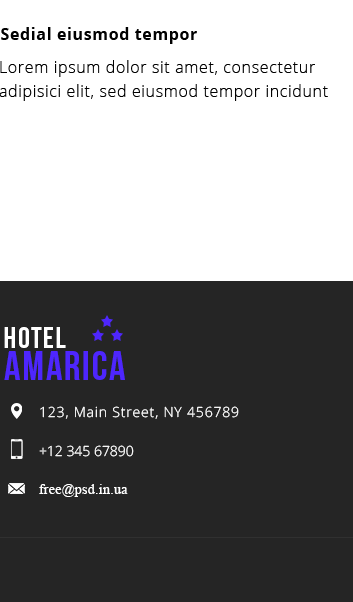 Sedial eiusmod tempor
Lorem ipsum dolor sit amet, consectetur
adipisici elit, sed eiusmod tempor incidunt
HOTEL
AMARICA
123, Main Street, NY 456789
+12 345 67890
free@psd.in.ua